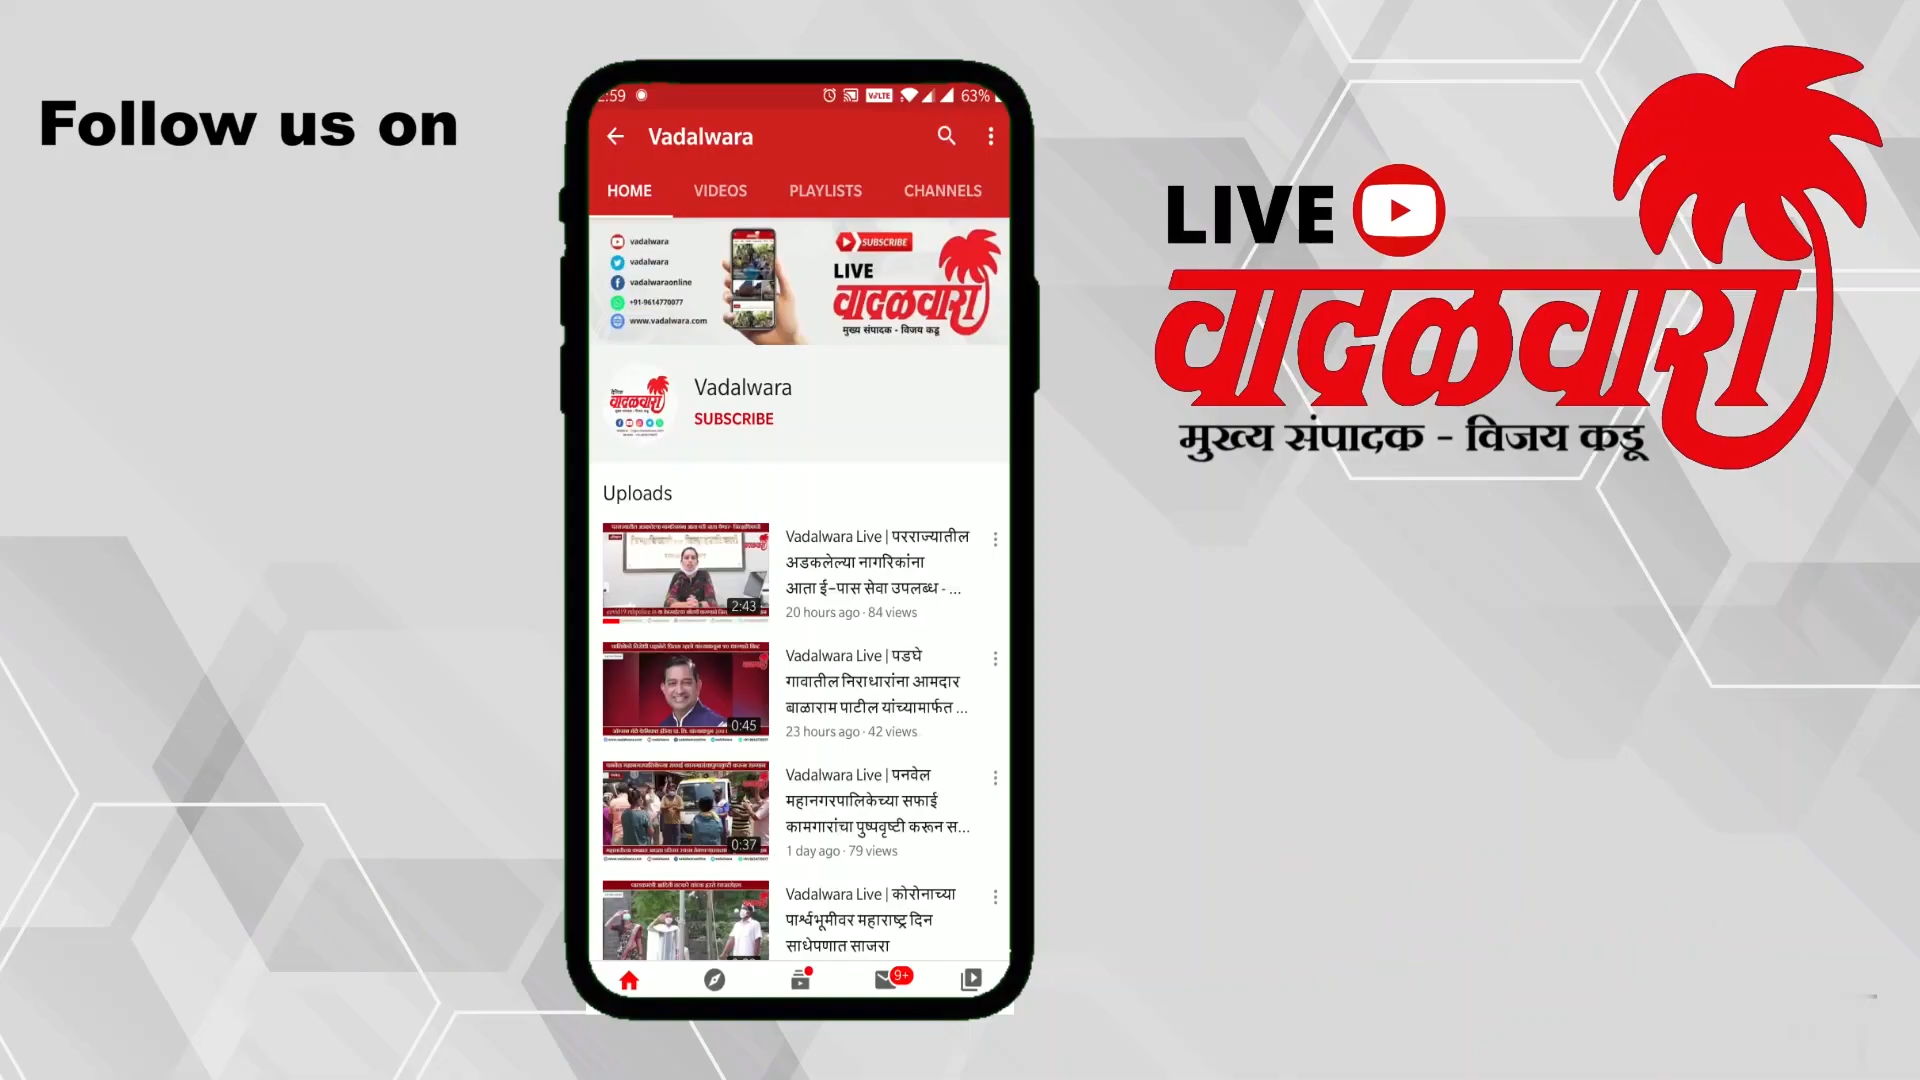 Follow us on
:59
VoLTE
63%
Vadalwara
HOME
VIDEOS
PLAYLISTS
CHANNELS
vadalwara
vadalwara
vadalwaraonline
+91-9614770077
www.vadalwara.com
SUBSCRIBE
LIVE
वादळवारा
मुख्य संपादक - विजय कडू
वादळवारा
Vadalwara
SUBSCRIBE
Uploads
2:43
Vadalwara Live | परराज्यातील
अडकलेल्या नागरिकांना
आता ई-पास सेवा उपलब्ध - ...
20 hours ago · 84 views
0:45
Vadalwara Live | पडघे
गावातील निराधारांना आमदार
बाळाराम पाटील यांच्यामार्फत ...
23 hours ago · 42 views
0:37
Vadalwara Live | पनवेल
महानगरपालिकेच्या सफाई
कामगारांचा पुष्पवृष्टी करून स...
1 day ago · 79 views
Vadalwara Live | कोरोनाच्या
पार्श्वभूमीवर महाराष्ट्र दिन
साधेपणात साजरा
9+
LIVE
वादळवारा
मुख्य संपादक - विजय कडू